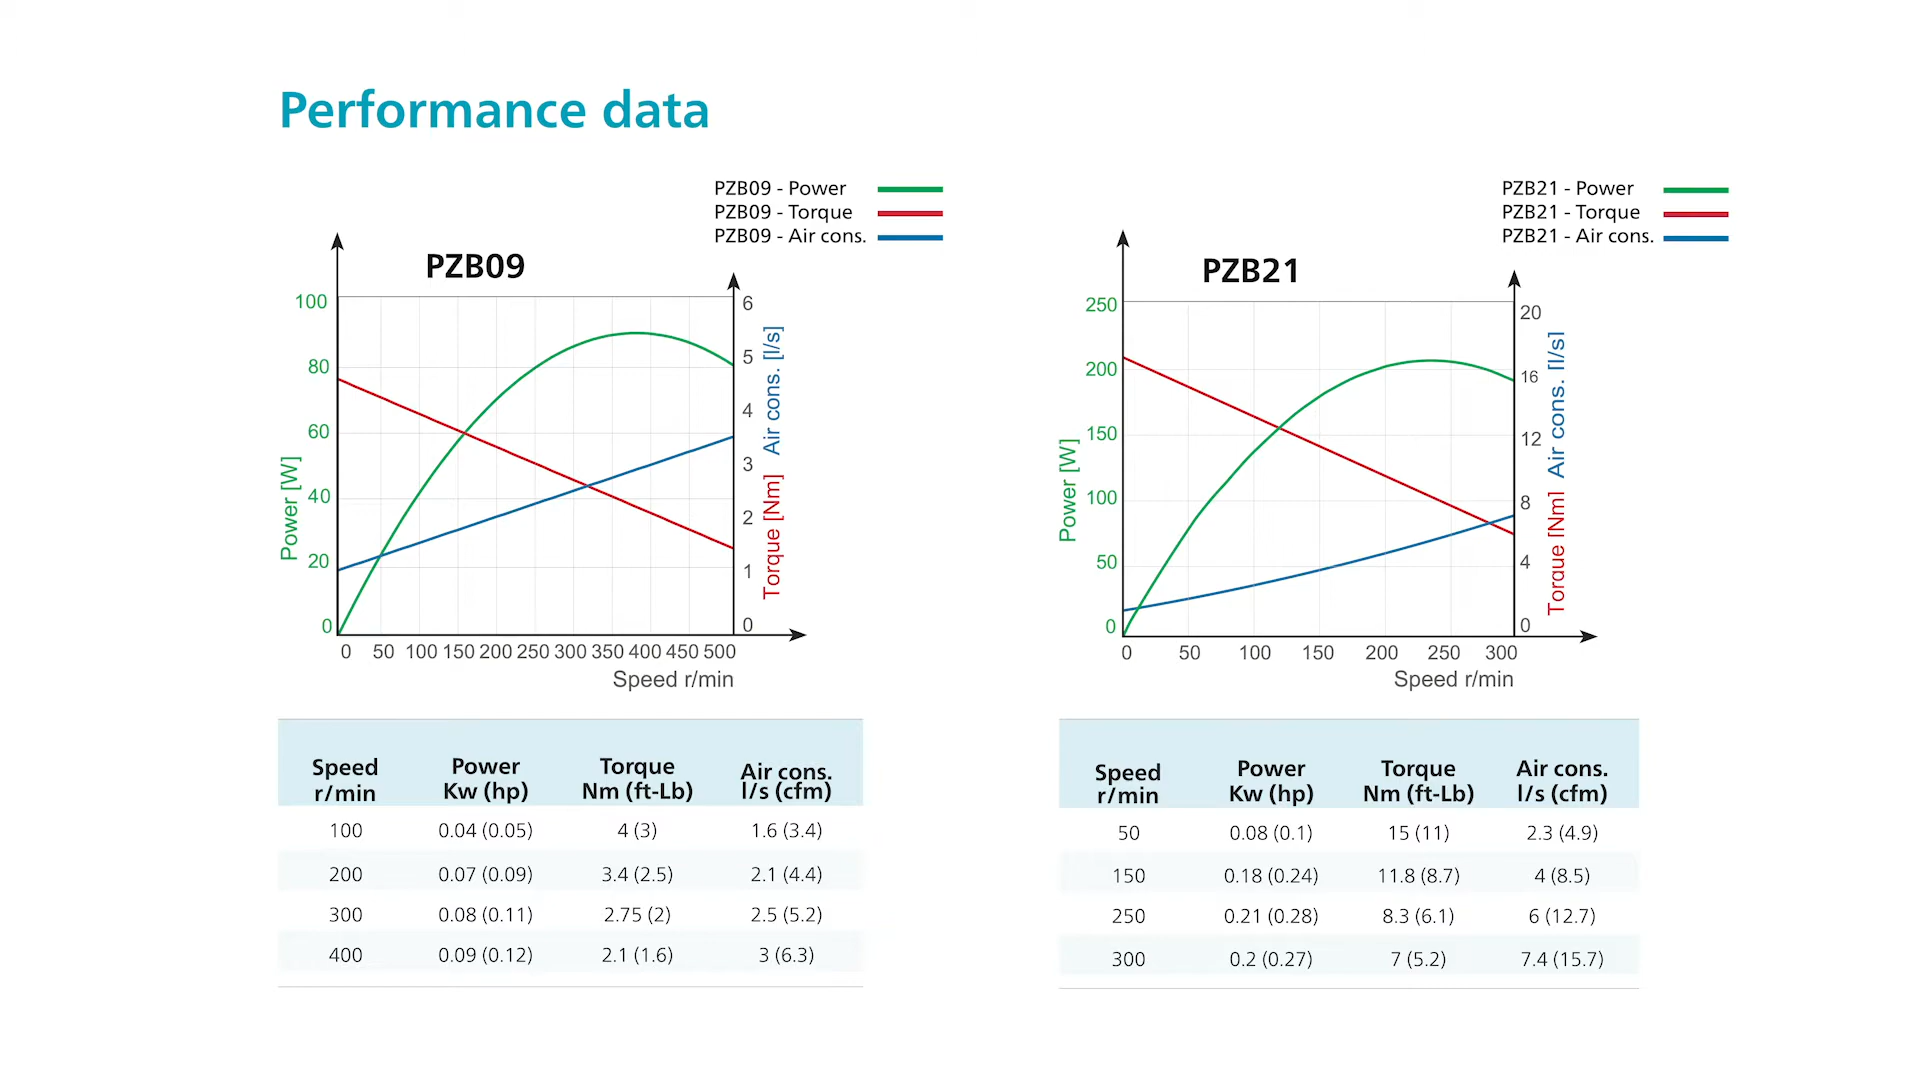 Performance data
PZB09 - Power
PZB09 - Torque
PZB09 - Air cons.
PZB09
100
80
60
40
20
0
Power [W]
6
5
4
3
2
1
0
Air cons. [l/s]
Torque [Nm]
0 50 100 150 200 250 300 350 400 450 500
Speed r/min
Speed r/min Power Kw (hp) Torque Nm (ft-Lb) Air cons. l/s (cfm)
100 0.04 (0.05) 4 (3) 1.6 (3.4)
200 0.07 (0.09) 3.4 (2.5) 2.1 (4.4)
300 0.08 (0.11) 2.75 (2) 2.5 (5.2)
400 0.09 (0.12) 2.1 (1.6) 3 (6.3)
PZB21 - Power
PZB21 - Torque
PZB21 - Air cons.
PZB21
250
200
150
100
50
0
Power [W]
20
16
12
8
4
0
Air cons. [l/s]
Torque [Nm]
0 50 100 150 200 250 300
Speed r/min
Speed r/min Power Kw (hp) Torque Nm (ft-Lb) Air cons. l/s (cfm)
50 0.08 (0.1) 15 (11) 2.3 (4.9)
150 0.18 (0.24) 11.8 (8.7) 4 (8.5)
250 0.21 (0.28) 8.3 (6.1) 6 (12.7)
300 0.2 (0.27) 7 (5.2) 7.4 (15.7)